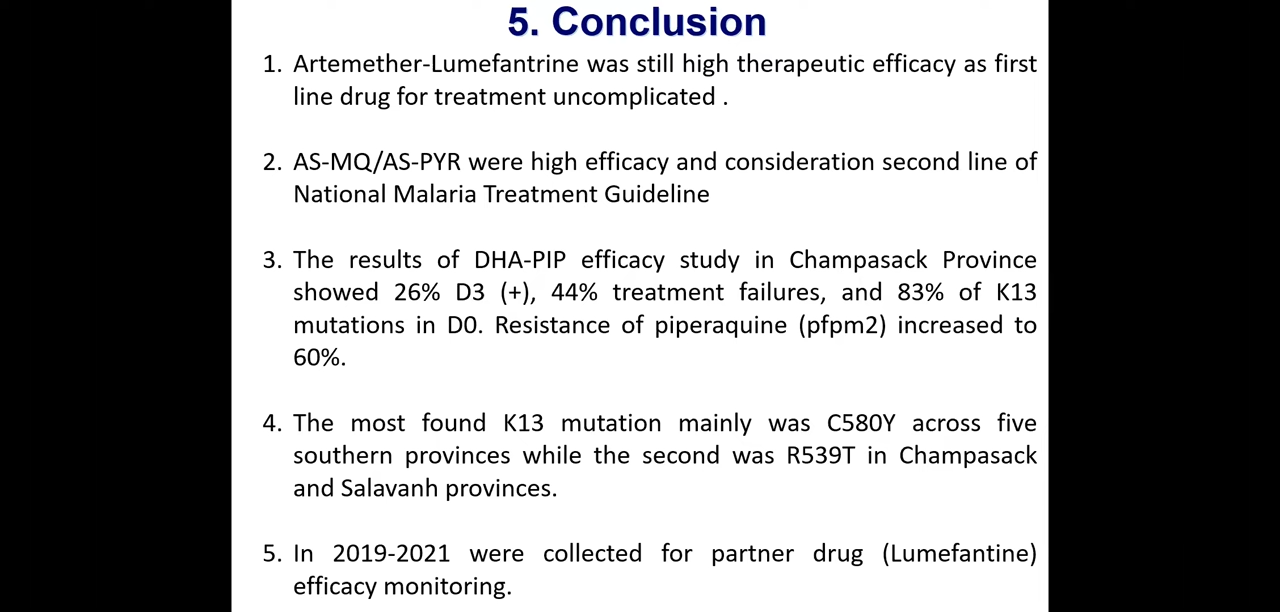 5. Conclusion
1. Artemether-Lumefantrine was still high therapeutic efficacy as first
line drug for treatment uncomplicated .
2. AS-MQ/AS-PYR were high efficacy and consideration second line of
National Malaria Treatment Guideline
3. The results of DHA-PIP efficacy study in Champasack Province
showed 26% D3 (+), 44% treatment failures, and 83% of K13
mutations in D0. Resistance of piperaquine (pfpm2) increased to
60%.
4. The most found K13 mutation mainly was C580Y across five
southern provinces while the second was R539T in Champasack
and Salavanh provinces.
5. In 2019-2021 were collected for partner drug (Lumefantine)
efficacy monitoring.